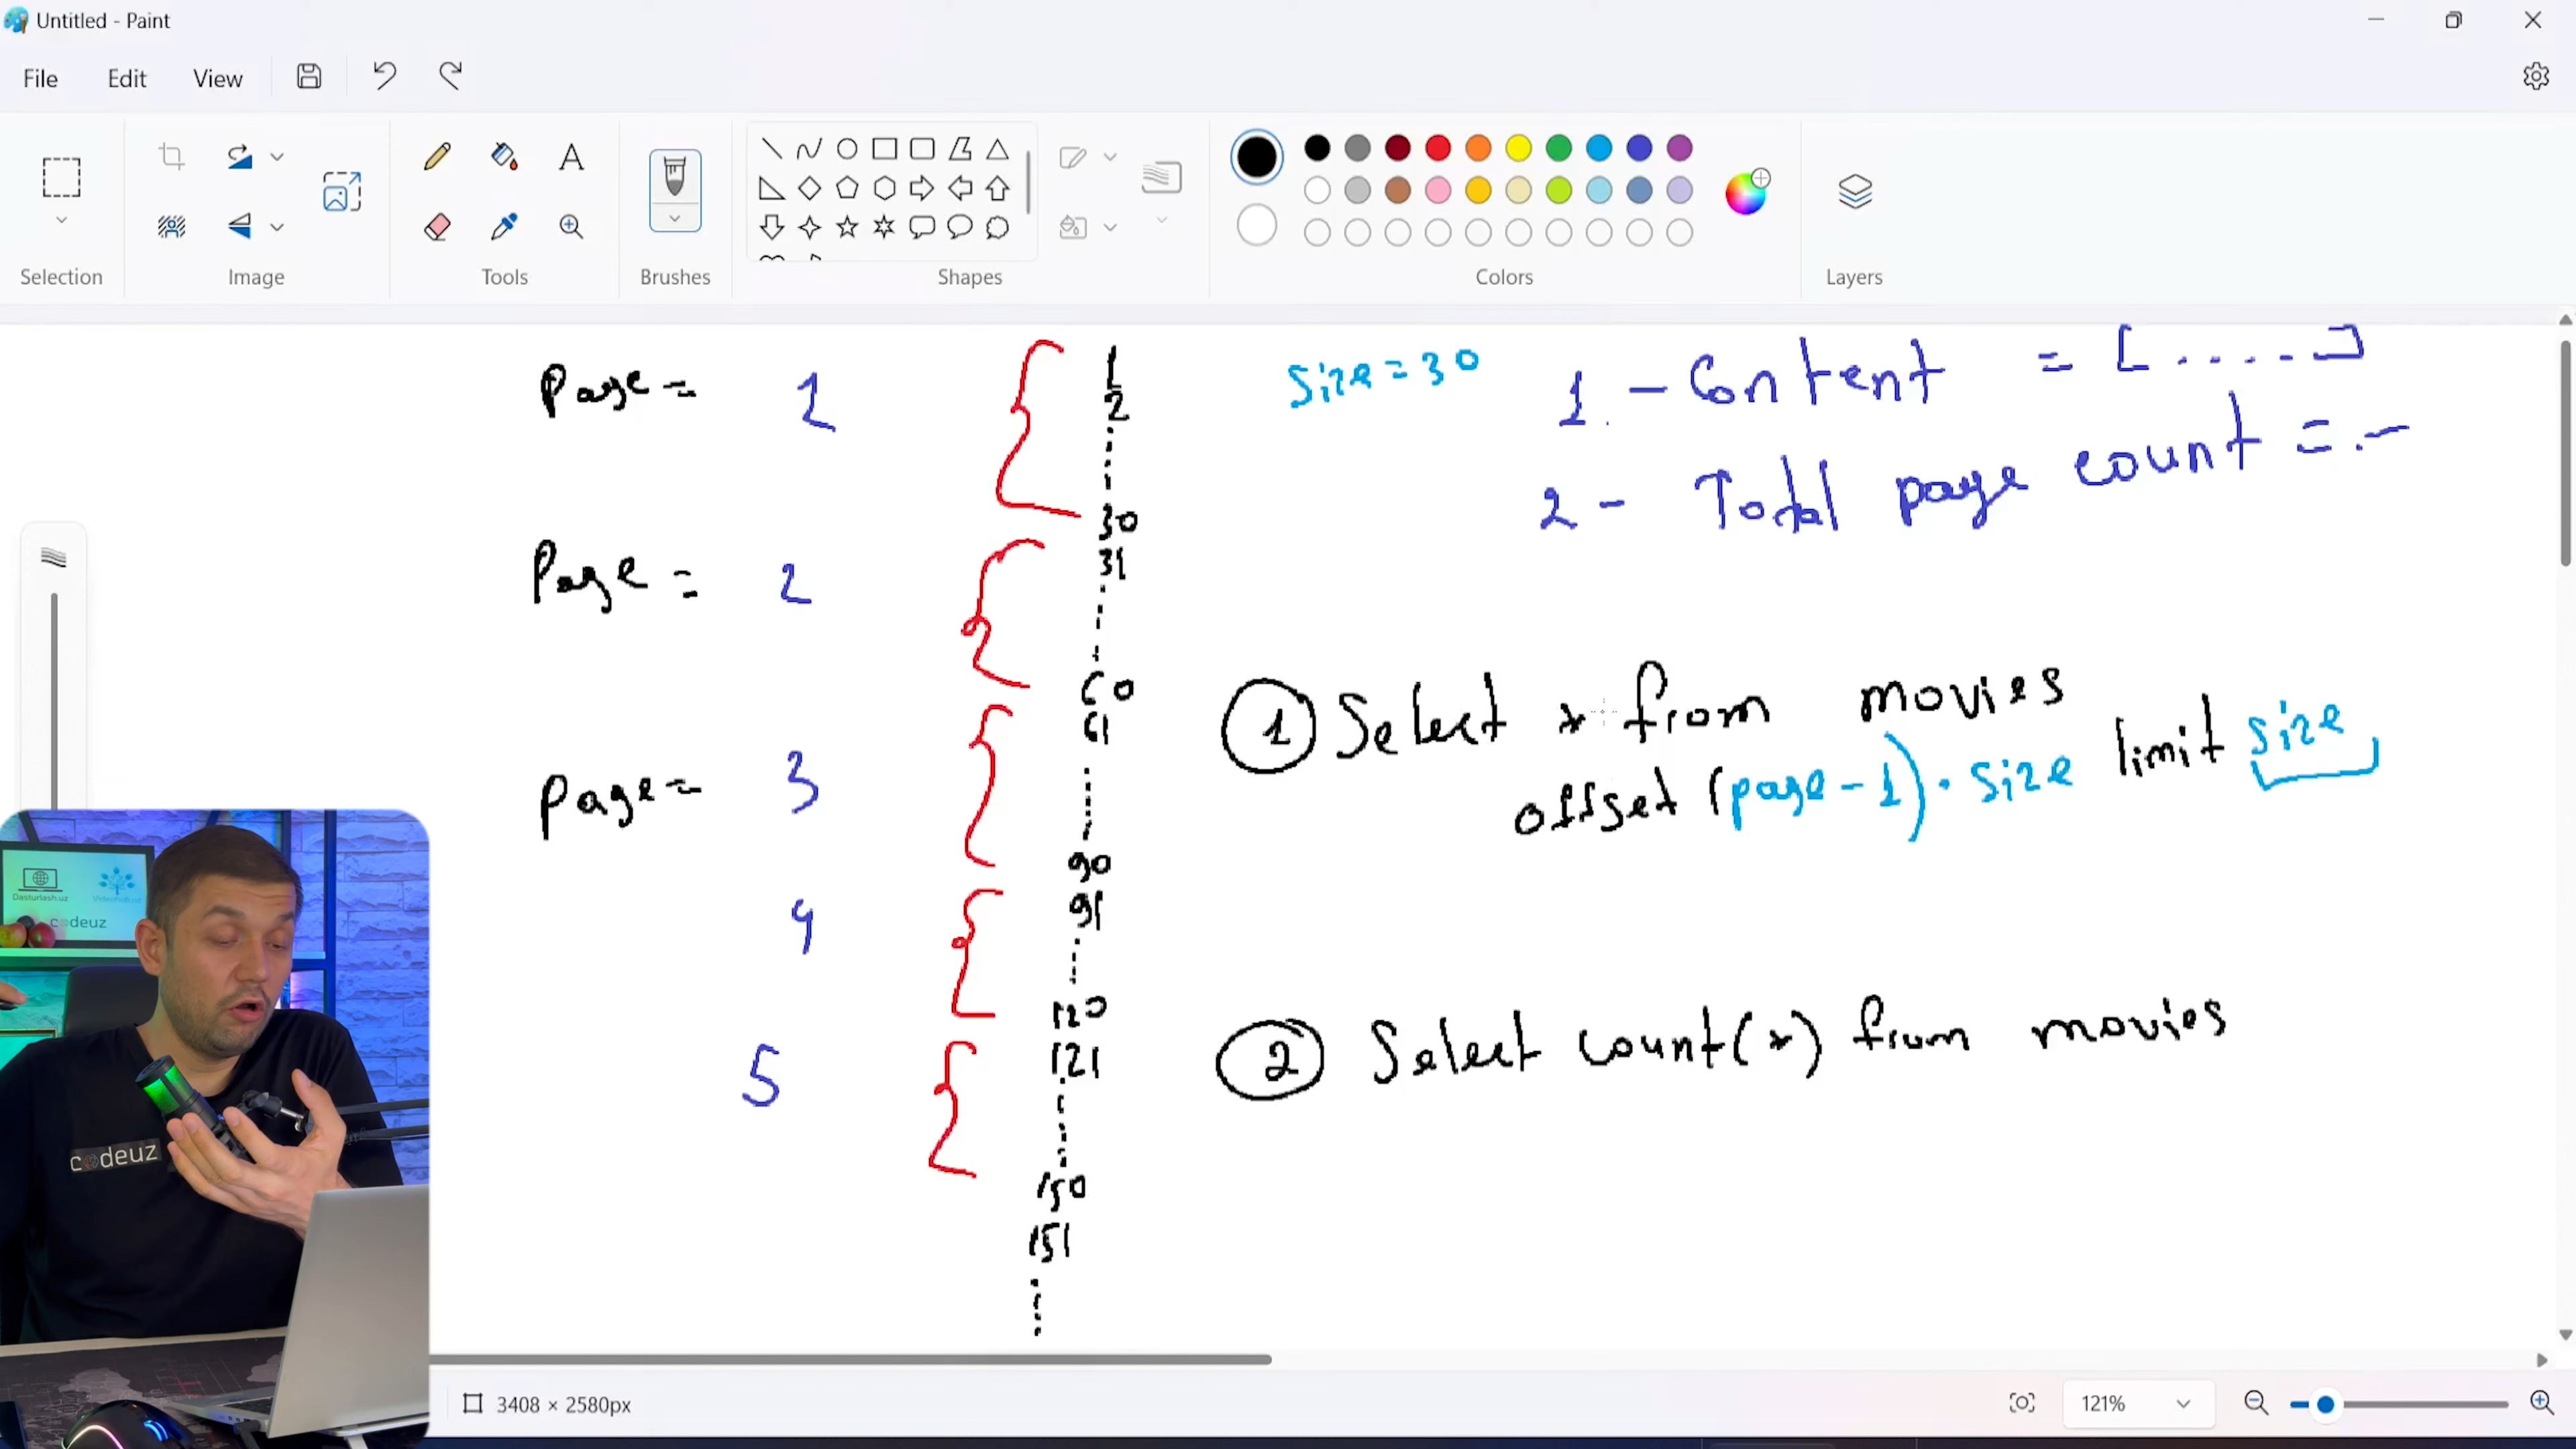 Untitled - Paint
File Edit View
Selection Image Tools Brushes Shapes Colors Layers
Page = 1
1
2
30
Size = 30
1. - Content = [.....]
2 - Total page count = --
Page = 2
31
60
Page = 3
61
90
① Select * from movies
offset (page - 1) · size limit size
4
91
120
② Select count(*) from movies
5
121
150
151
Dasturlash.uz
codeuz
codeuz
3408 × 2580px
121%